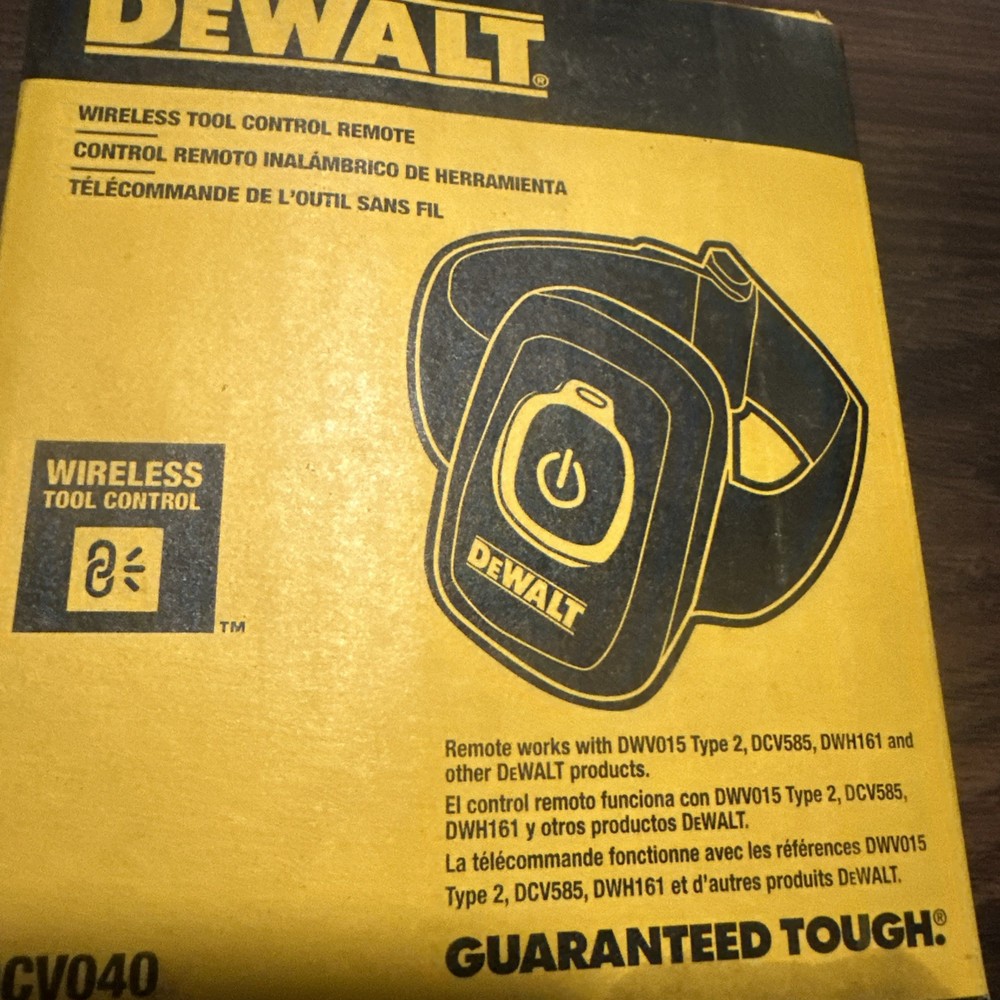 DEWALT®
WIRELESS TOOL CONTROL REMOTE
CONTROL REMOTO INALÁMBRICO DE HERRAMIENTA
TÉLÉCOMMANDE DE L'OUTIL SANS FIL
WIRELESS
TOOL CONTROL
TM
DEWALT
Remote works with DWV015 Type 2, DCV585, DWH161 and
other DEWALT products.
El control remoto funciona con DWV015 Type 2, DCV585,
DWH161 y otros productos DEWALT.
La télécommande fonctionne avec les références DWV015
Type 2, DCV585, DWH161 et d'autres produits DEWALT.
GUARANTEED TOUGH.®
CV040